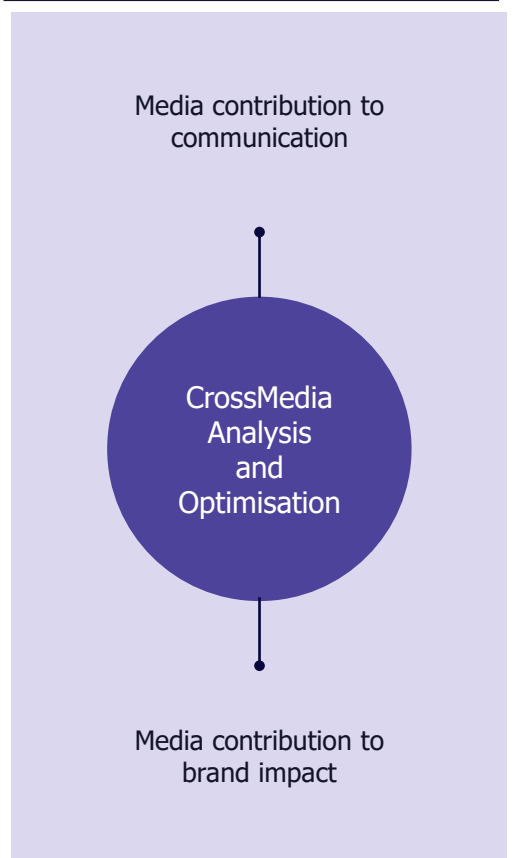 Media contribution to
communication
CrossMedia
Analysis
and
Optimisation
Media contribution to
brand impact